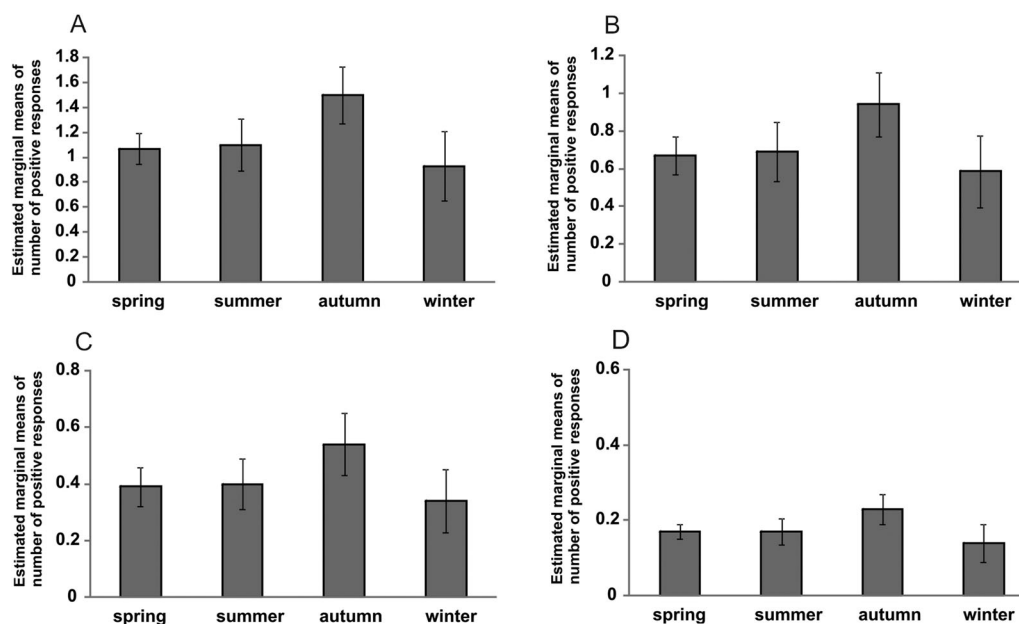 A
Estimated marginal means of
number of positive responses
1.8
1.6
1.4
1.2
1
0.8
0.6
0.4
0.2
0
spring summer autumn winter
B
Estimated marginal means of
number of positive responses
1.2
1
0.8
0.6
0.4
0.2
0
spring summer autumn winter
C
Estimated marginal means of
number of positive responses
0.8
0.6
0.4
0.2
0
spring summer autumn winter
D
Estimated marginal means of
number of positive responses
0.6
0.4
0.2
0
spring summer autumn winter